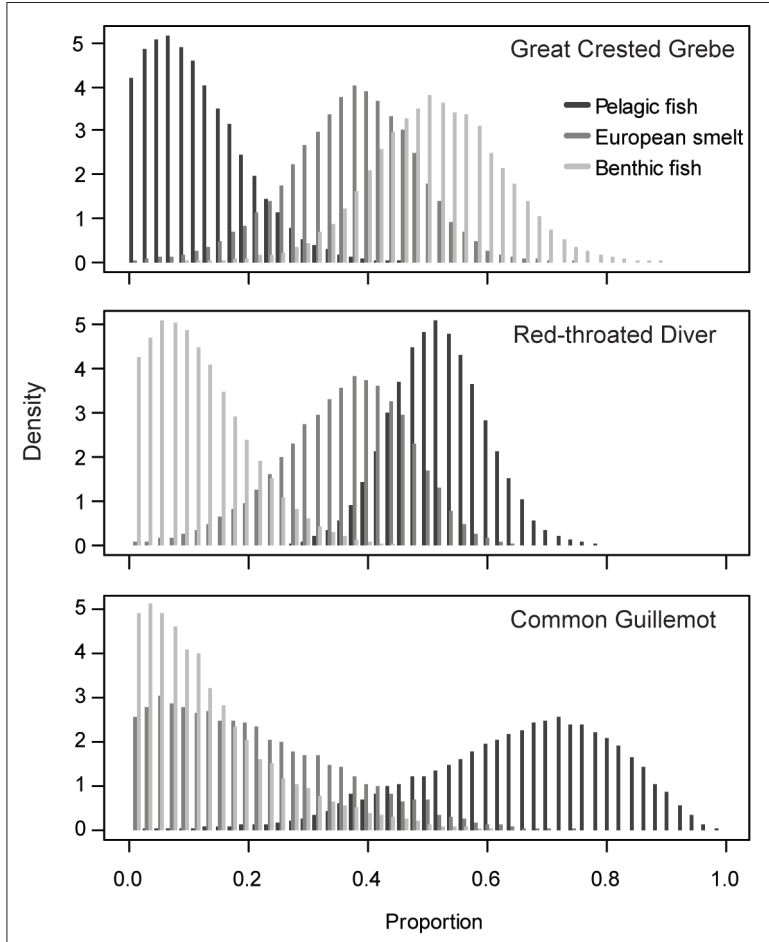 Great Crested Grebe
Pelagic fish
European smelt
Benthic fish
5
4
3
2
1
0
Red-throated Diver
5
4
3
2
1
0
Density
Common Guillemot
5
4
3
2
1
0
0.0 0.2 0.4 0.6 0.8 1.0
Proportion